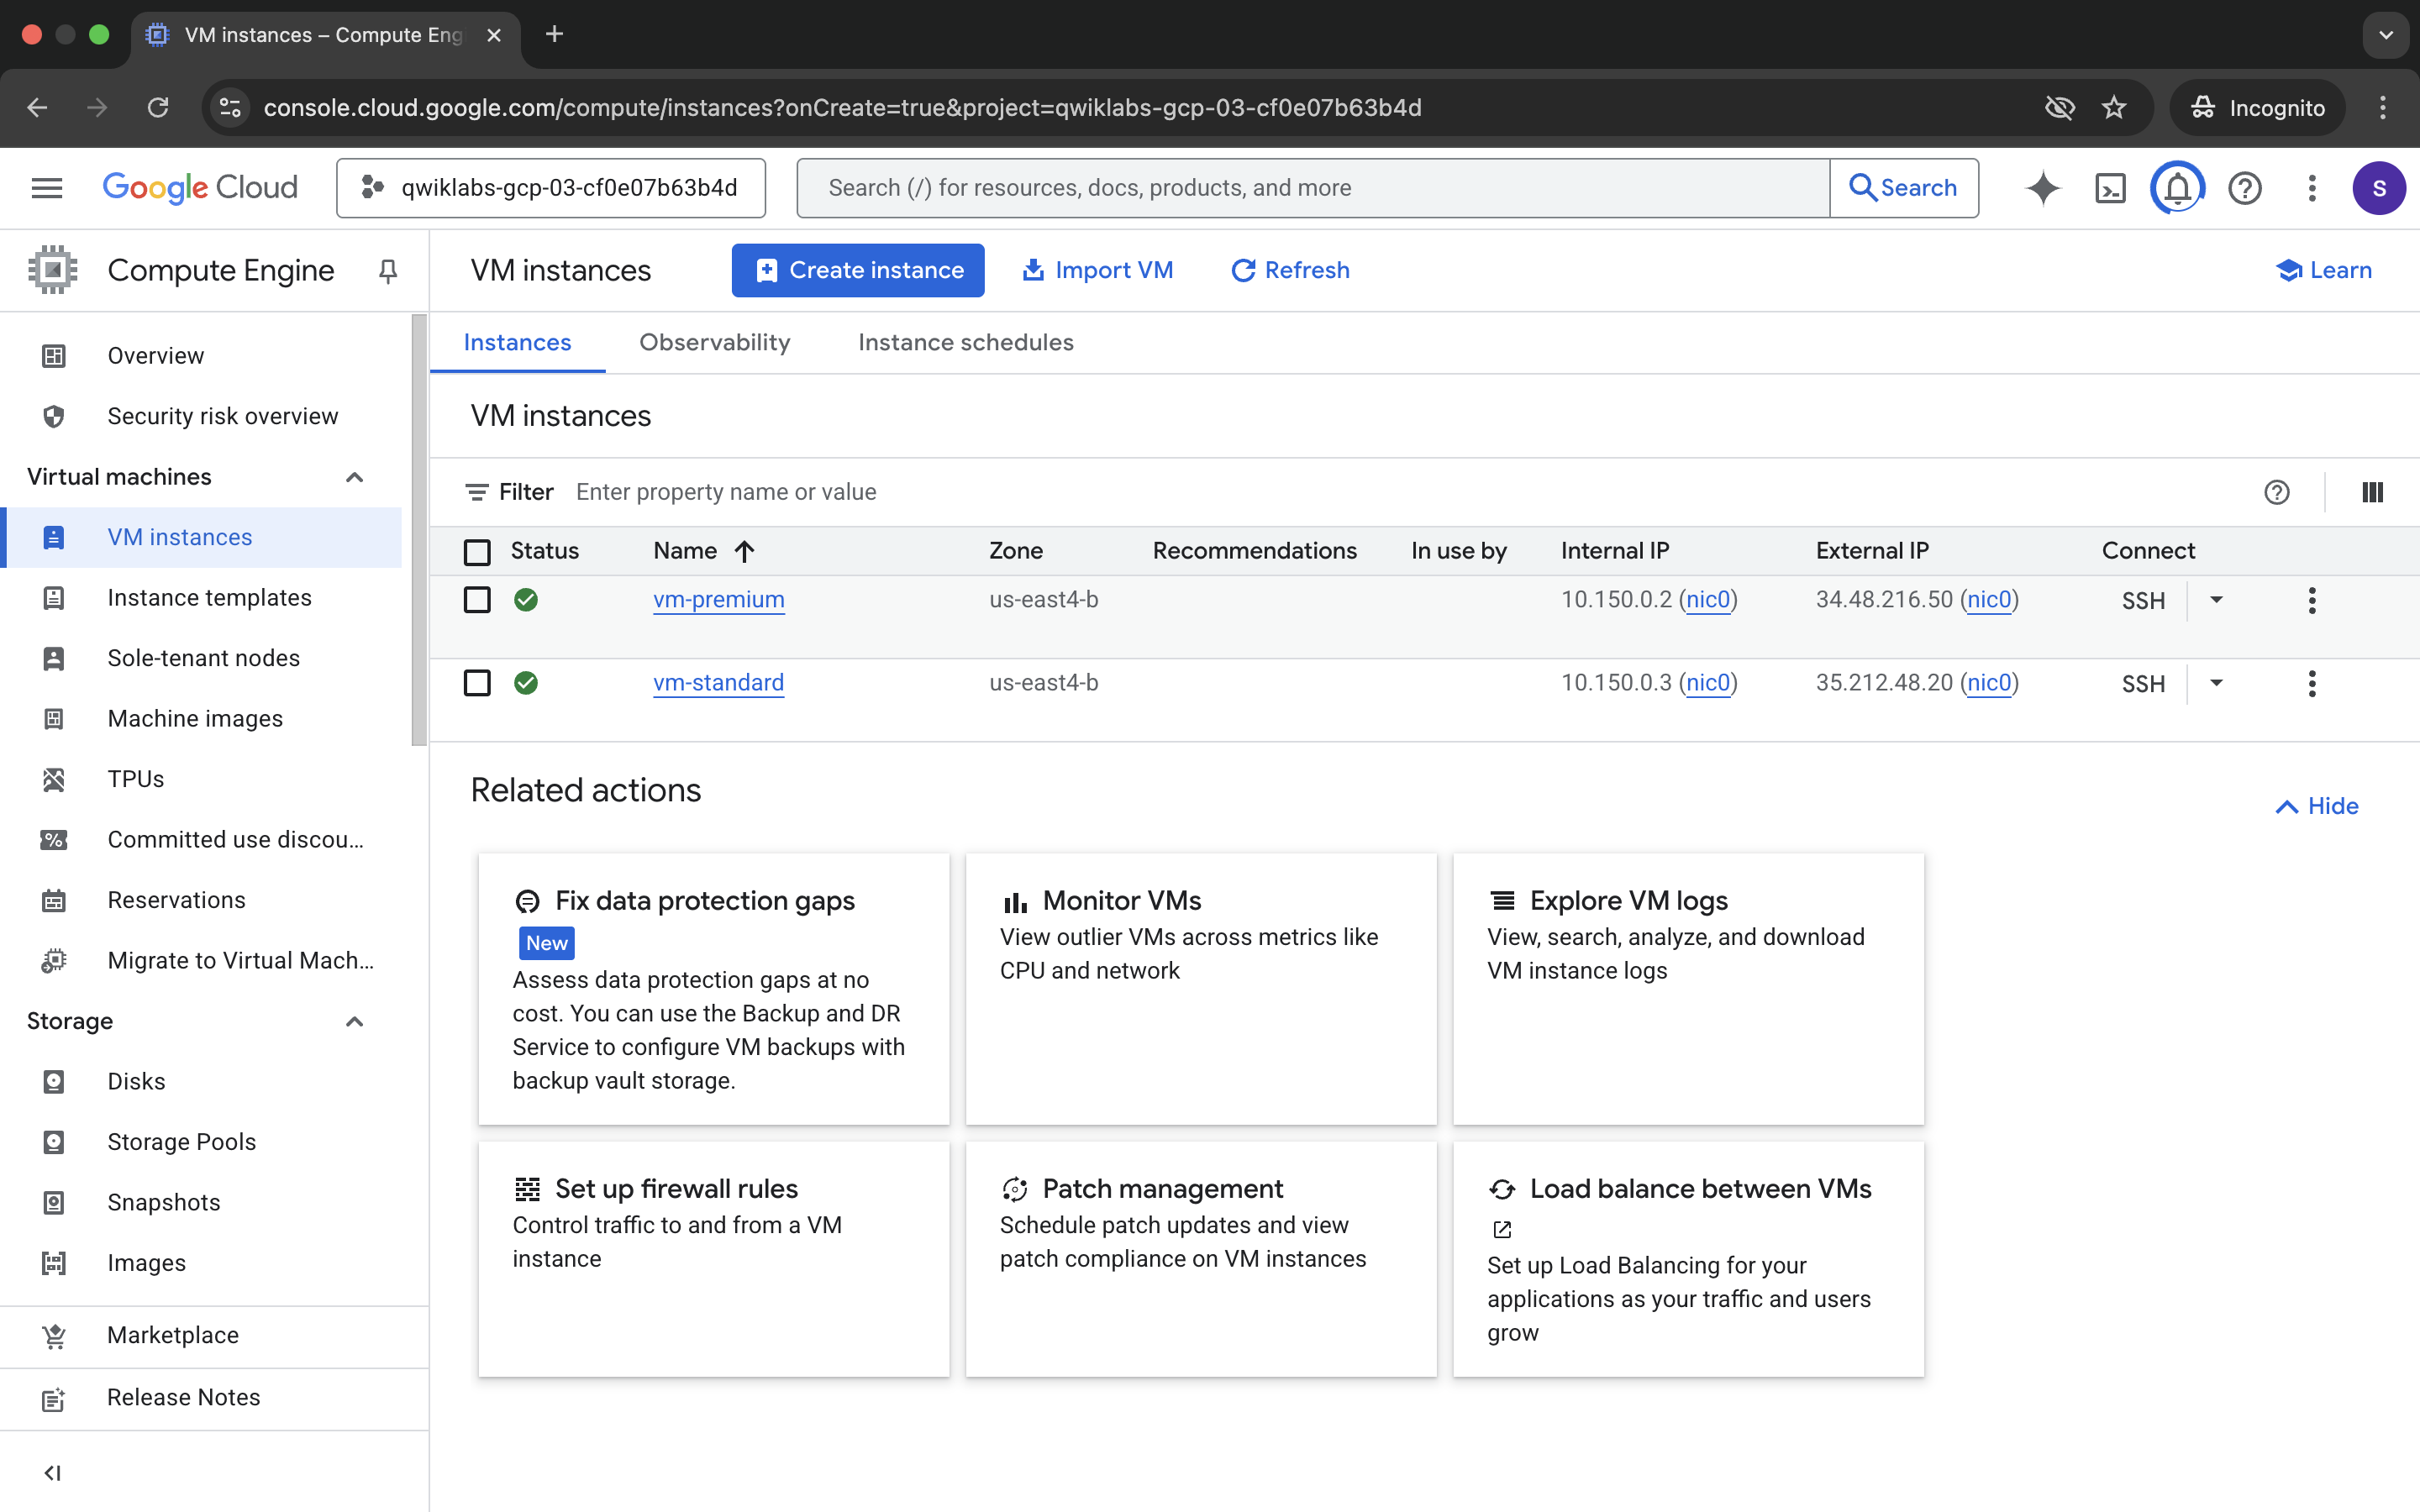 VM instances – Compute Eng
console.cloud.google.com/compute/instances?onCreate=true&project=qwiklabs-gcp-03-cf0e07b63b4d
Incognito
Google Cloud
qwiklabs-gcp-03-cf0e07b63b4d
Search (/) for resources, docs, products, and more
Search
S
Compute Engine
VM instances
Create instance
Import VM
Refresh
Learn
Overview
Security risk overview
Virtual machines
VM instances
Instance templates
Sole-tenant nodes
Machine images
TPUs
Committed use discou...
Reservations
Migrate to Virtual Mach...
Storage
Disks
Storage Pools
Snapshots
Images
Marketplace
Release Notes
Instances Observability Instance schedules
VM instances
Filter Enter property name or value
Status Name Zone Recommendations In use by Internal IP External IP Connect
vm-premium us-east4-b 10.150.0.2 (nic0) 34.48.216.50 (nic0) SSH
vm-standard us-east4-b 10.150.0.3 (nic0) 35.212.48.20 (nic0) SSH
Related actions
Hide
Fix data protection gaps
New
Assess data protection gaps at no
cost. You can use the Backup and DR
Service to configure VM backups with
backup vault storage.
Monitor VMs
View outlier VMs across metrics like
CPU and network
Explore VM logs
View, search, analyze, and download
VM instance logs
Set up firewall rules
Control traffic to and from a VM
instance
Patch management
Schedule patch updates and view
patch compliance on VM instances
Load balance between VMs
Set up Load Balancing for your
applications as your traffic and users
grow